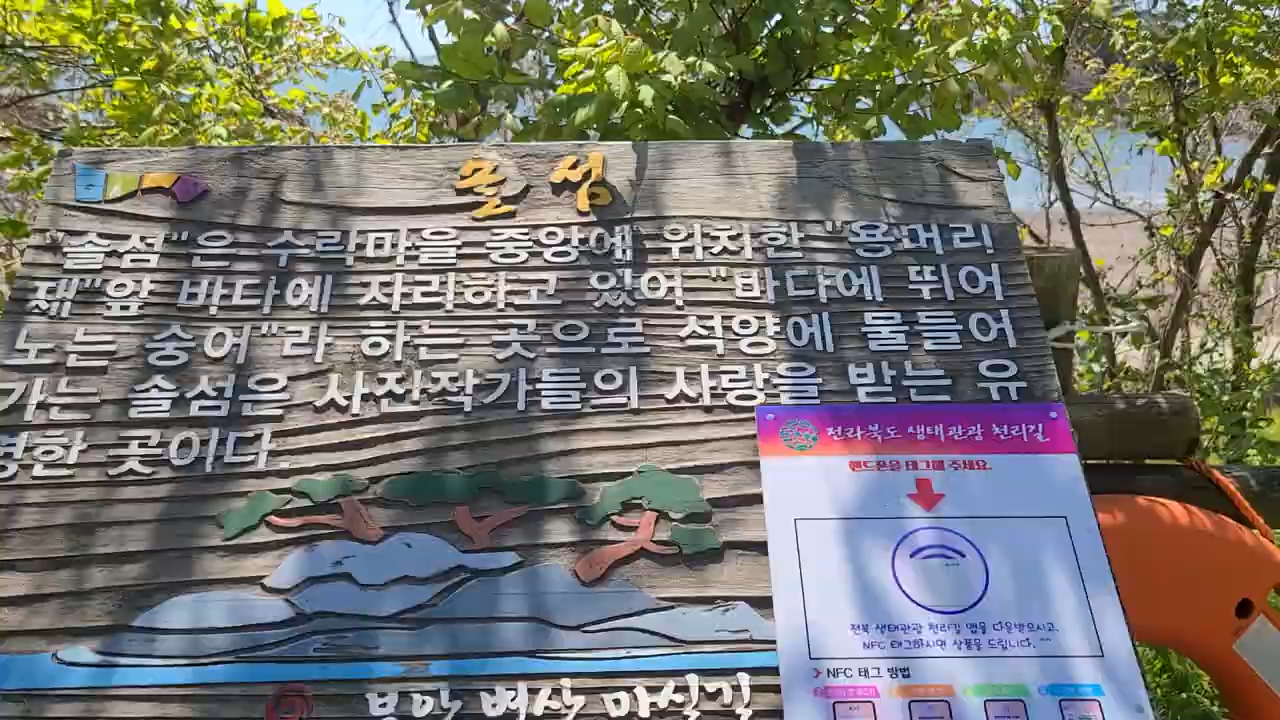 솔섬
"솔섬"은 수락마을 중앙에 위치한 "용머리
재"앞 바다에 자리하고 있어 "바다에 뛰어
노는 숭어"라 하는 곳으로 석양에 물들어
가는 솔섬은 사진작가들의 사랑을 받는 유
명한 곳이다.
부안 변산 마실길
전라북도 생태관광 천리길
핸드폰을 태그해 주세요.
전북 생태관광 천리길 앱을 다운받으시고,
NFC 태그하시면 상품을 드립니다. ^^
NFC 태그 방법